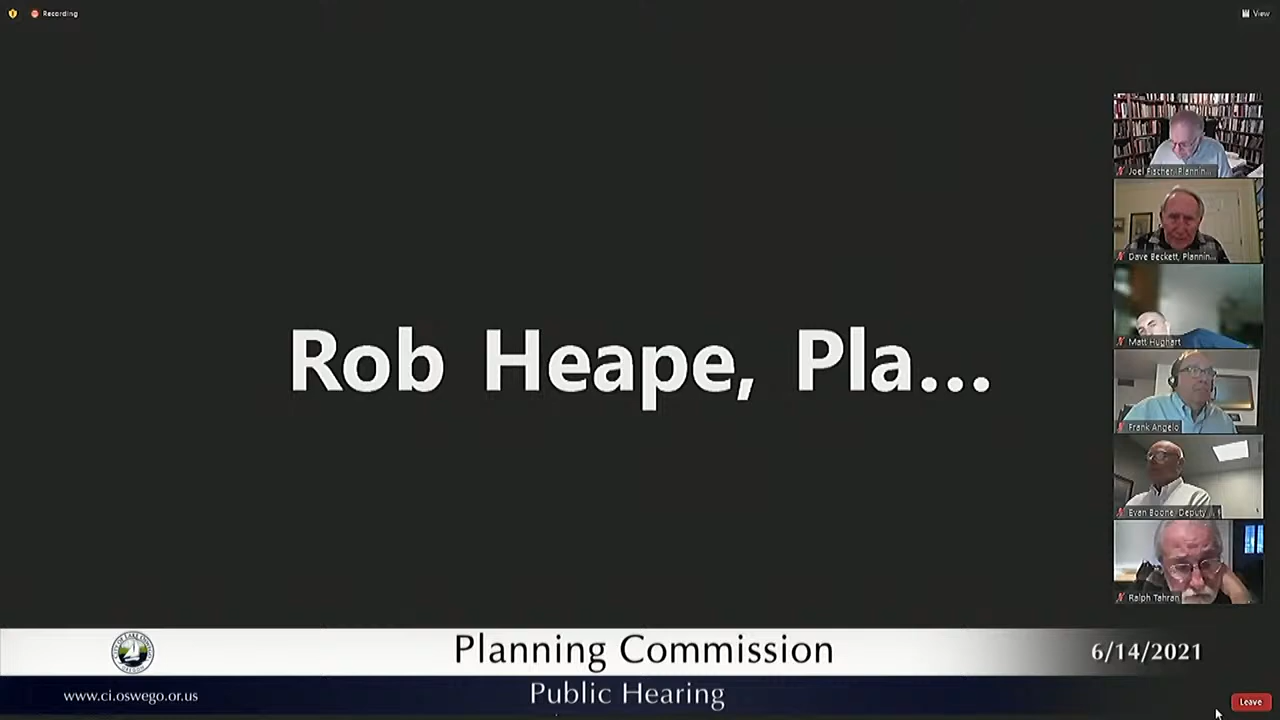 Recording
View
Joel Fischer, Plannin...
Dave Beckett, Plannin...
Matt Hughart
Rob Heape, Pla...
Frank Angelo
Evan Boone, Deputy
Ralph Tahran
Planning Commission
6/14/2021
www.ci.oswego.or.us
Public Hearing
Leave